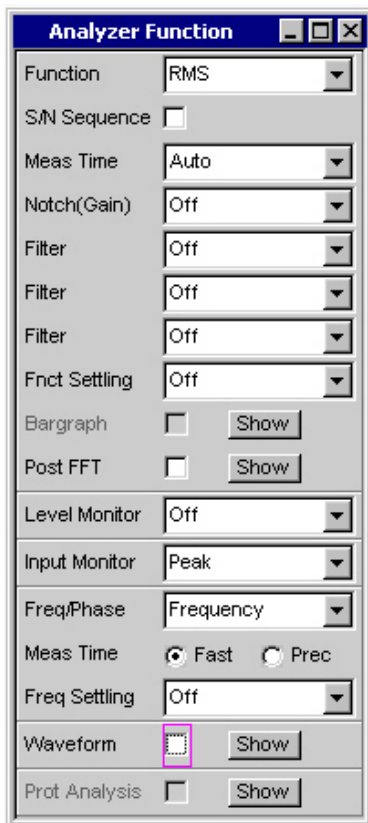 Analyzer Function
Function RMS
S/N Sequence
Meas Time Auto
Notch(Gain) Off
Filter Off
Filter Off
Filter Off
Fnct Settling Off
Bargraph Show
Post FFT Show
Level Monitor Off
Input Monitor Peak
Freq/Phase Frequency
Meas Time Fast Prec
Freq Settling Off
Waveform Show
Prot Analysis Show